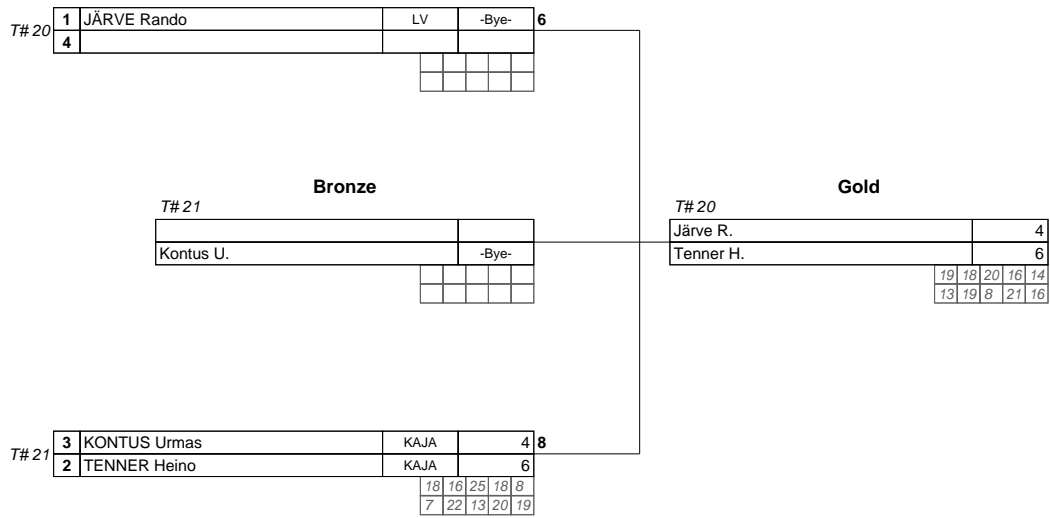 T# 20 1 JÄRVE Rando LV -Bye- 6
4
Bronze Gold
T# 21 T# 20
Järve R. 4
Kontus U. -Bye- Tenner H. 6
19 18 20 16 14
13 19 8 21 16
T# 21 3 KONTUS Urmas KAJA 4 8
2 TENNER Heino KAJA 6
18 16 25 18 8
7 22 13 20 19